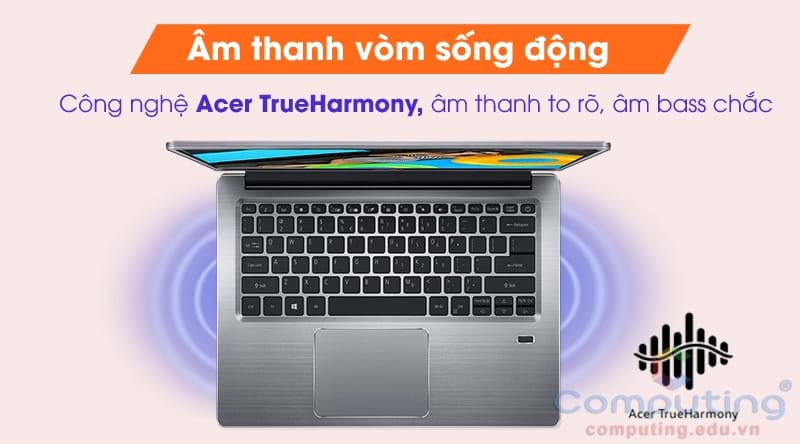 Âm thanh vòm sống động
Công nghệ Acer TrueHarmony, âm thanh to rõ, âm bass chắc
Computing®
Acer TrueHarmony
computing.edu.vn